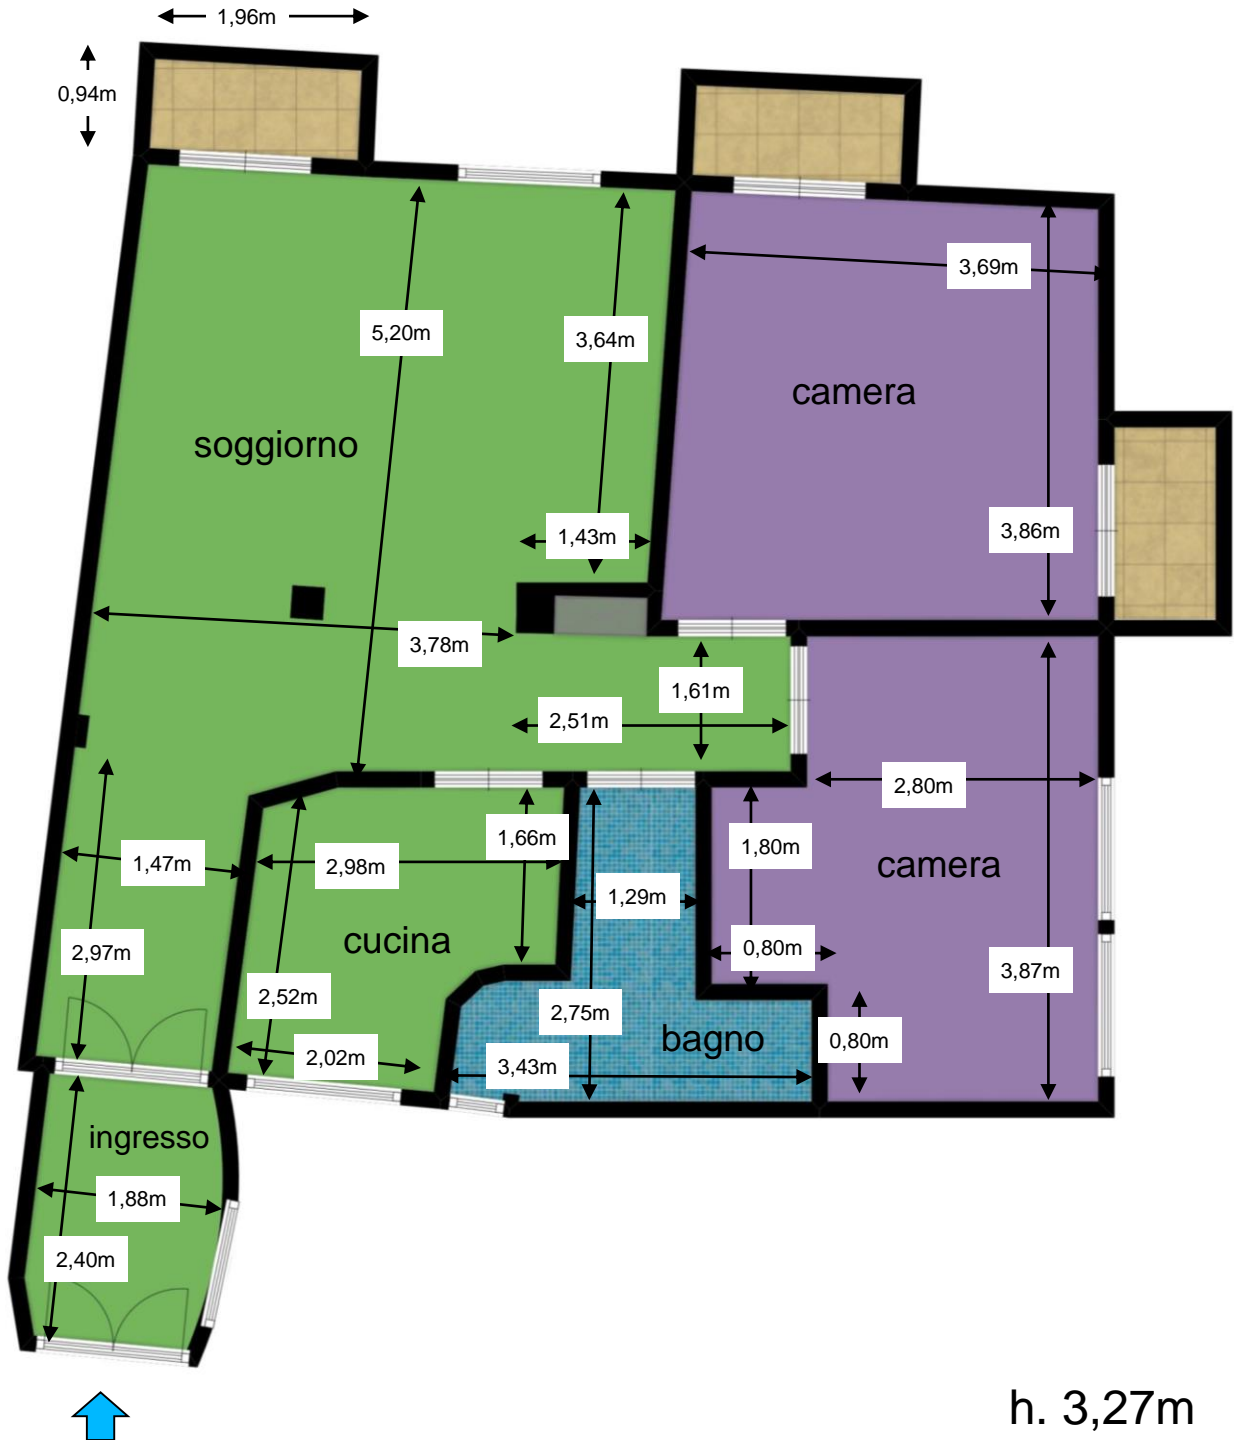 1,96m
0,94m
3,69m
5,20m
3,64m
camera
soggiorno
1,43m
3,86m
3,78m
1,61m
2,51m
2,80m
1,66m
1,80m
1,47m
2,98m
camera
1,29m
cucina
0,80m
2,97m
3,87m
2,52m
2,75m
bagno
0,80m
2,02m
3,43m
ingresso
1,88m
2,40m
h. 3,27m